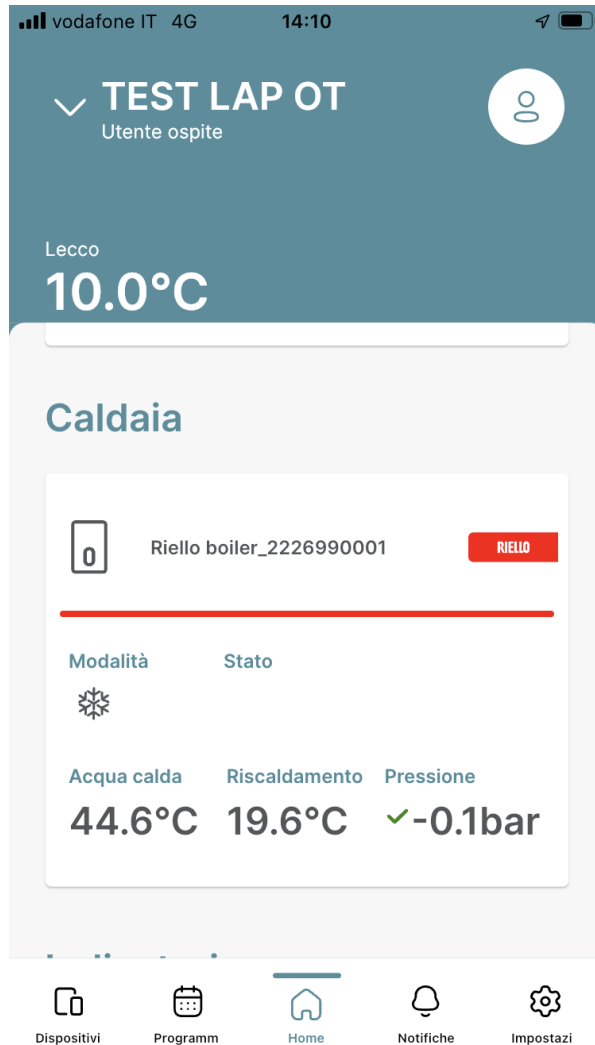 vodafone IT 4G 14:10
TEST LAP OT
Utente ospite
Lecco
10.0°C
Caldaia
Riello boiler_2226990001
RIELLO
Modalità Stato
Acqua calda Riscaldamento Pressione
44.6°C 19.6°C -0.1bar
Dispositivi Programm Home Notifiche Impostazi